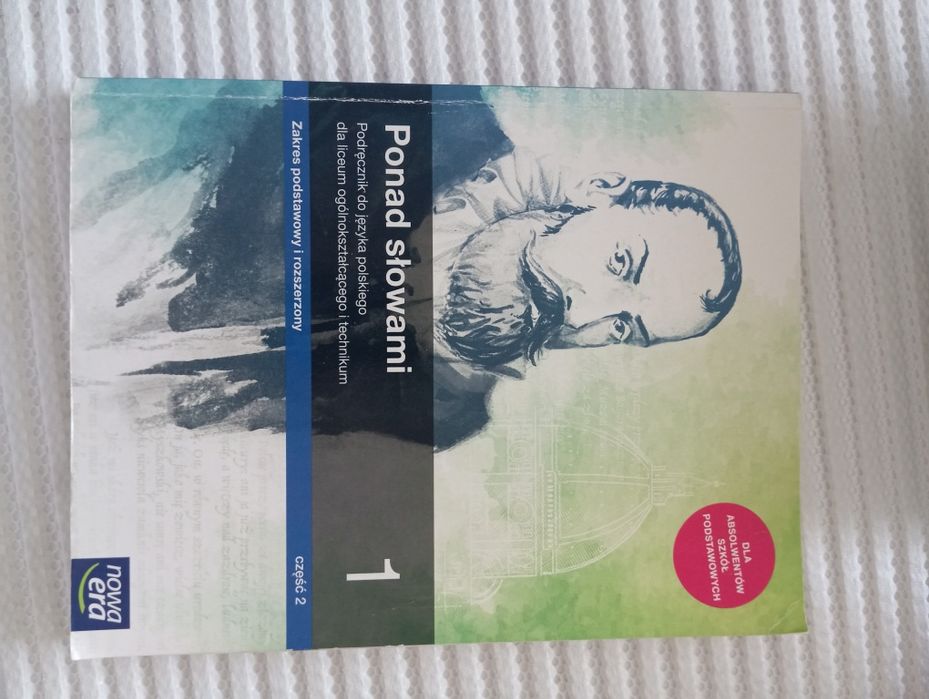 DLA
ABSOLWENTÓW
SZKÓŁ
PODSTAWOWYCH
Ponad słowami
1
Podręcznik do języka polskiego
dla liceum ogólnokształcącego i technikum
Zakres podstawowy i rozszerzony
część 2
nowa
era